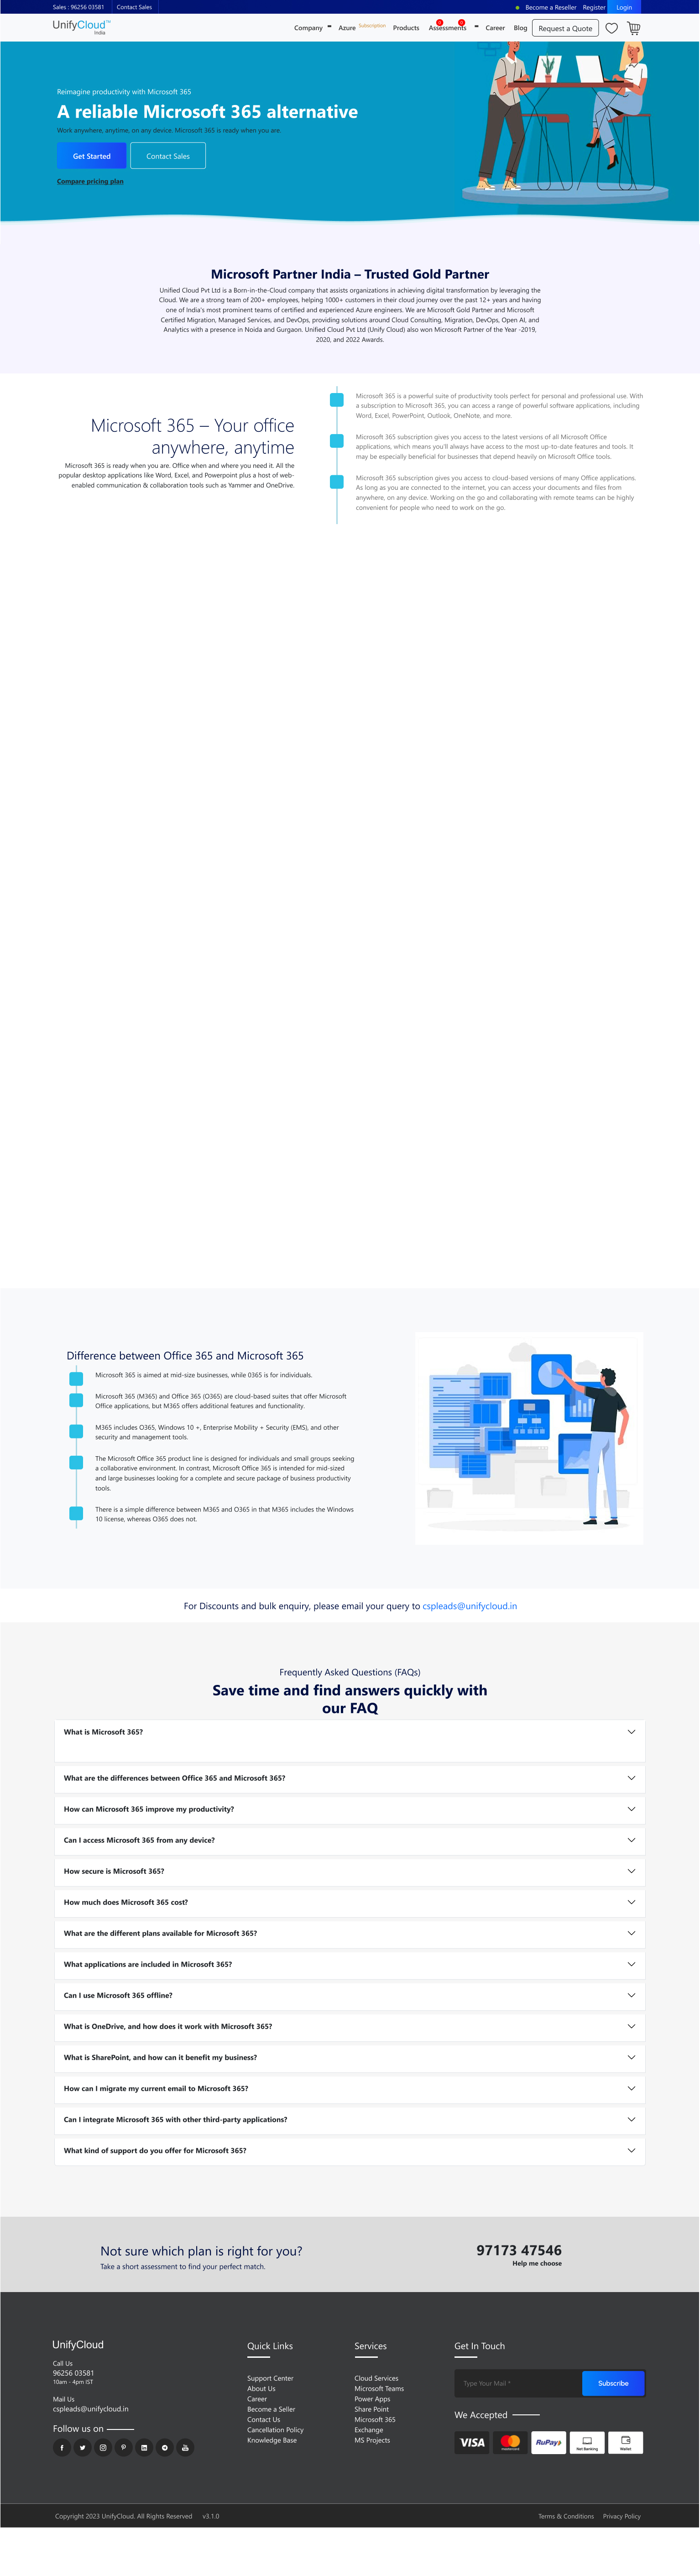 Sales : 96256 03581 Contact Sales
Become a Reseller Register Login
UnifyCloud™
India
Company Azure Subscription Products Assessments Career Blog Request a Quote
0 0
Reimagine productivity with Microsoft 365
A reliable Microsoft 365 alternative
Work anywhere, anytime, on any device. Microsoft 365 is ready when you are.
Get Started Contact Sales
Compare pricing plan
Microsoft Partner India – Trusted Gold Partner
Unified Cloud Pvt Ltd is a Born-in-the-Cloud company that assists organizations in achieving digital transformation by leveraging the
Cloud. We are a strong team of 200+ employees, helping 1000+ customers in their cloud journey over the past 12+ years and having
one of India's most prominent teams of certified and experienced Azure engineers. We are Microsoft Gold Partner and Microsoft
Certified Migration, Managed Services, and DevOps, providing solutions around Cloud Consulting, Migration, DevOps, Open AI, and
Analytics with a presence in Noida and Gurgaon. Unified Cloud Pvt Ltd (Unify Cloud) also won Microsoft Partner of the Year -2019,
2020, and 2022 Awards.
Microsoft 365 – Your office
anywhere, anytime
Microsoft 365 is ready when you are. Office when and where you need it. All the
popular desktop applications like Word, Excel, and Powerpoint plus a host of web-
enabled communication & collaboration tools such as Yammer and OneDrive.
Microsoft 365 is a powerful suite of productivity tools perfect for personal and professional use. With
a subscription to Microsoft 365, you can access a range of powerful software applications, including
Word, Excel, PowerPoint, Outlook, OneNote, and more.
Microsoft 365 subscription gives you access to the latest versions of all Microsoft Office
applications, which means you'll always have access to the most up-to-date features and tools. It
may be especially beneficial for businesses that depend heavily on Microsoft Office tools.
Microsoft 365 subscription gives you access to cloud-based versions of many Office applications.
As long as you are connected to the internet, you can access your documents and files from
anywhere, on any device. Working on the go and collaborating with remote teams can be highly
convenient for people who need to work on the go.
Difference between Office 365 and Microsoft 365
Microsoft 365 is aimed at mid-size businesses, while 0365 is for individuals.
Microsoft 365 (M365) and Office 365 (O365) are cloud-based suites that offer Microsoft
Office applications, but M365 offers additional features and functionality.
M365 includes O365, Windows 10 +, Enterprise Mobility + Security (EMS), and other
security and management tools.
The Microsoft Office 365 product line is designed for individuals and small groups seeking
a collaborative environment. In contrast, Microsoft Office 365 is intended for mid-sized
and large businesses looking for a complete and secure package of business productivity
tools.
There is a simple difference between M365 and O365 in that M365 includes the Windows
10 license, whereas O365 does not.
For Discounts and bulk enquiry, please email your query to cspleads@unifycloud.in
Frequently Asked Questions (FAQs)
Save time and find answers quickly with
our FAQ
What is Microsoft 365?
What are the differences between Office 365 and Microsoft 365?
How can Microsoft 365 improve my productivity?
Can I access Microsoft 365 from any device?
How secure is Microsoft 365?
How much does Microsoft 365 cost?
What are the different plans available for Microsoft 365?
What applications are included in Microsoft 365?
Can I use Microsoft 365 offline?
What is OneDrive, and how does it work with Microsoft 365?
What is SharePoint, and how can it benefit my business?
How can I migrate my current email to Microsoft 365?
Can I integrate Microsoft 365 with other third-party applications?
What kind of support do you offer for Microsoft 365?
Not sure which plan is right for you?
Take a short assessment to find your perfect match.
97173 47546
Help me choose
UnifyCloud
Call Us
96256 03581
10am - 4pm IST
Mail Us
cspleads@unifycloud.in
Follow us on
Quick Links
Support Center
About Us
Career
Become a Seller
Contact Us
Cancellation Policy
Knowledge Base
Services
Cloud Services
Microsoft Teams
Power Apps
Share Point
Microsoft 365
Exchange
MS Projects
Get In Touch
Type Your Mail * Subscribe
We Accepted
VISA mastercard RuPay Net Banking Wallet
Copyright 2023 UnifyCloud. All Rights Reserved v3.1.0
Terms & Conditions Privacy Policy